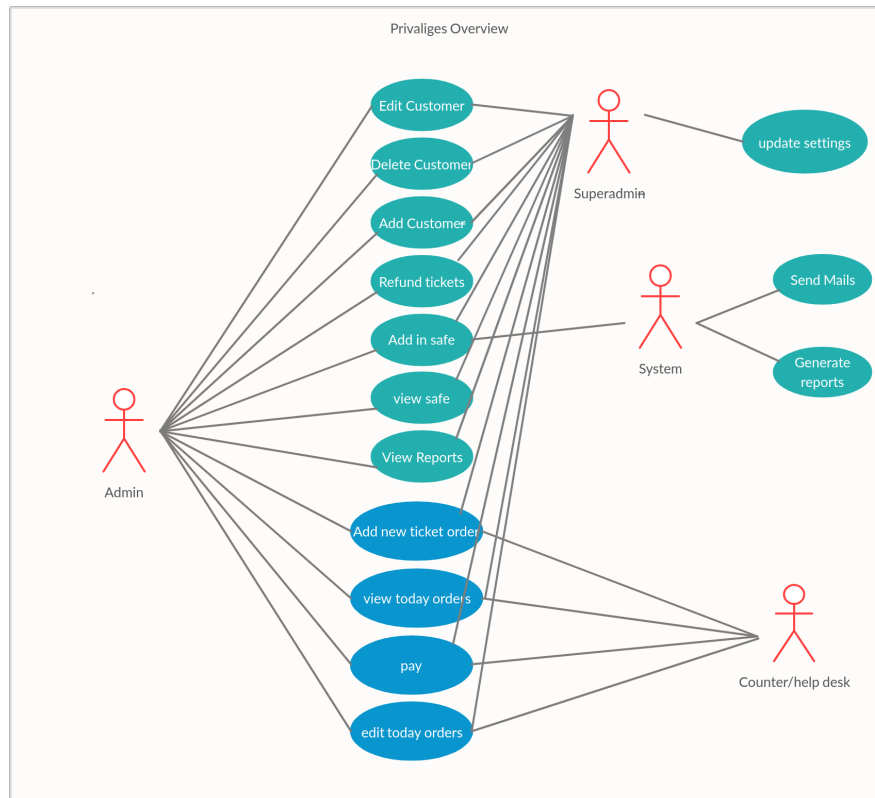 Privaliges Overview
Edit Customer
Delete Customer
Add Customer
Refund tickets
Add in safe
view safe
View Reports
Add new ticket order
view today orders
pay
edit today orders
Admin
Superadmin
update settings
System
Send Mails
Generate
reports
Counter/help desk